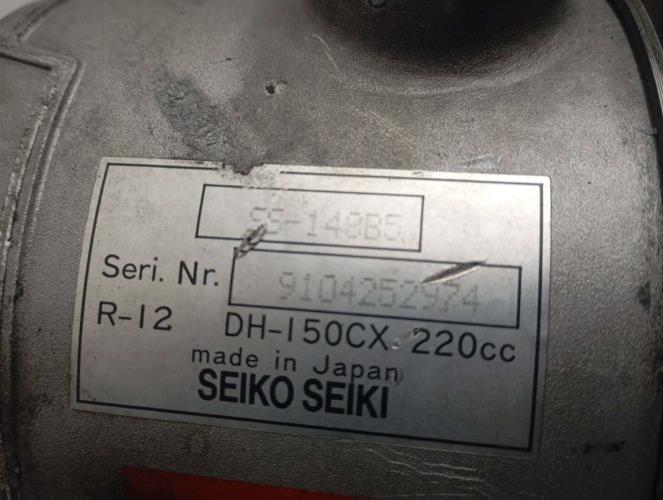 SS-148B5
Seri. Nr. 9104252974
R-12 DH-150CX 220cc
made in Japan
SEIKO SEIKI